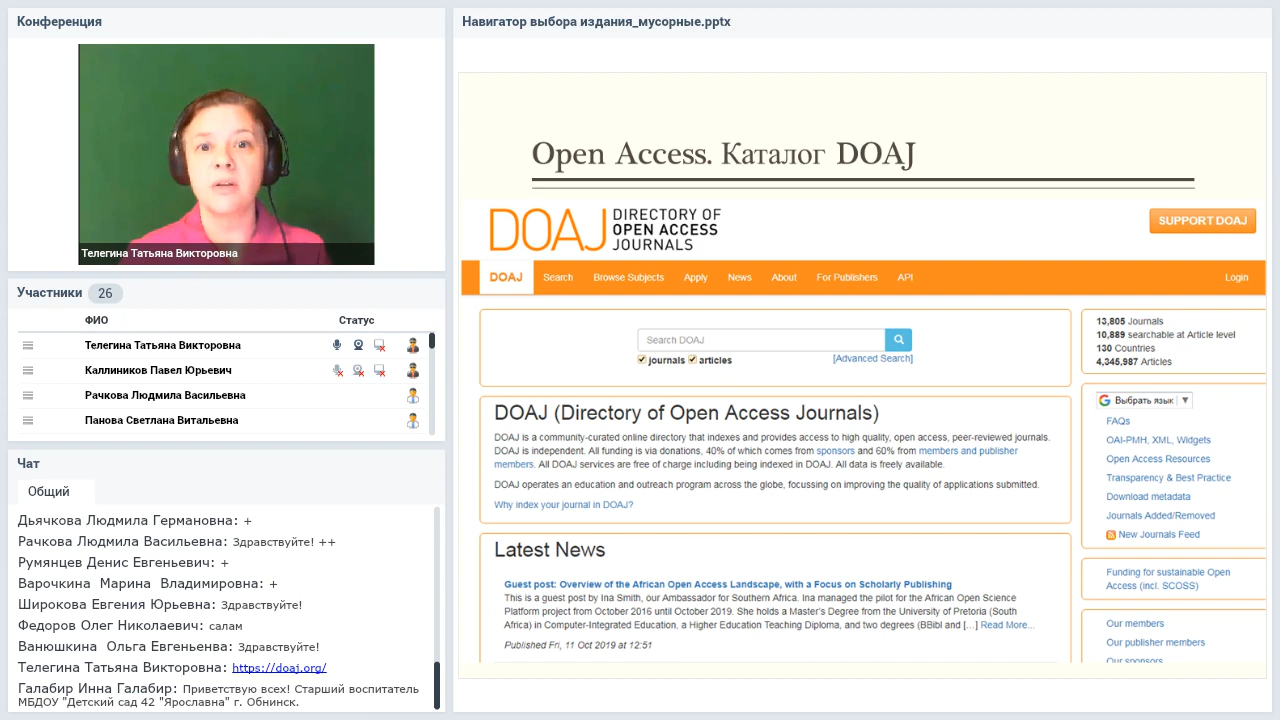 Конференция
Телегина Татьяна Викторовна
Участники 26
ФИО Статус
Телегина Татьяна Викторовна
Каллиников Павел Юрьевич
Рачкова Людмила Васильевна
Панова Светлана Витальевна
Чат
Общий
Дьячкова Людмила Германовна: +
Рачкова Людмила Васильевна: Здравствуйте! ++
Румянцев Денис Евгеньевич: +
Варочкина Марина Владимировна: +
Широкова Евгения Юрьевна: Здравствуйте!
Федоров Олег Николаевич: салам
Ванюшкина Ольга Евгеньенва: Здравствуйте!
Телегина Татьяна Викторовна: https://doaj.org/
Галабир Инна Галабир: Приветствую всех! Старший воспитатель
МБДОУ "Детский сад 42 "Ярославна" г. Обнинск.
Навигатор выбора издания_мусорные.pptx
Open Access. Каталог DOAJ
DOAJ DIRECTORY OF
OPEN ACCESS
JOURNALS
SUPPORT DOAJ
DOAJ Search Browse Subjects Apply News About For Publishers API Login
Search DOAJ
journals articles [Advanced Search]
DOAJ (Directory of Open Access Journals)
DOAJ is a community-curated online directory that indexes and provides access to high quality, open access, peer-reviewed journals.
DOAJ is independent. All funding is via donations, 40% of which comes from sponsors and 60% from members and publisher
members. All DOAJ services are free of charge including being indexed in DOAJ. All data is freely available.
DOAJ operates an education and outreach program across the globe, focussing on improving the quality of applications submitted.
Why index your journal in DOAJ?
Latest News
Guest post: Overview of the African Open Access Landscape, with a Focus on Scholarly Publishing
This is a guest post by Ina Smith, our Ambassador for Southern Africa. Ina managed the pilot for the African Open Science
Platform project from October 2016 until October 2019. She holds a Master's Degree from the University of Pretoria (South
Africa) in Computer-Integrated Education, a Higher Education Teaching Diploma, and two degrees (BBibl and […] Read More...
Published Fri, 11 Oct 2019 at 12:51
13,805 Journals
10,889 searchable at Article level
130 Countries
4,345,987 Articles
Выбрать язык
FAQs
OAI-PMH, XML, Widgets
Open Access Resources
Transparency & Best Practice
Download metadata
Journals Added/Removed
New Journals Feed
Funding for sustainable Open
Access (incl. SCOSS)
Our members
Our publisher members
Our sponsors